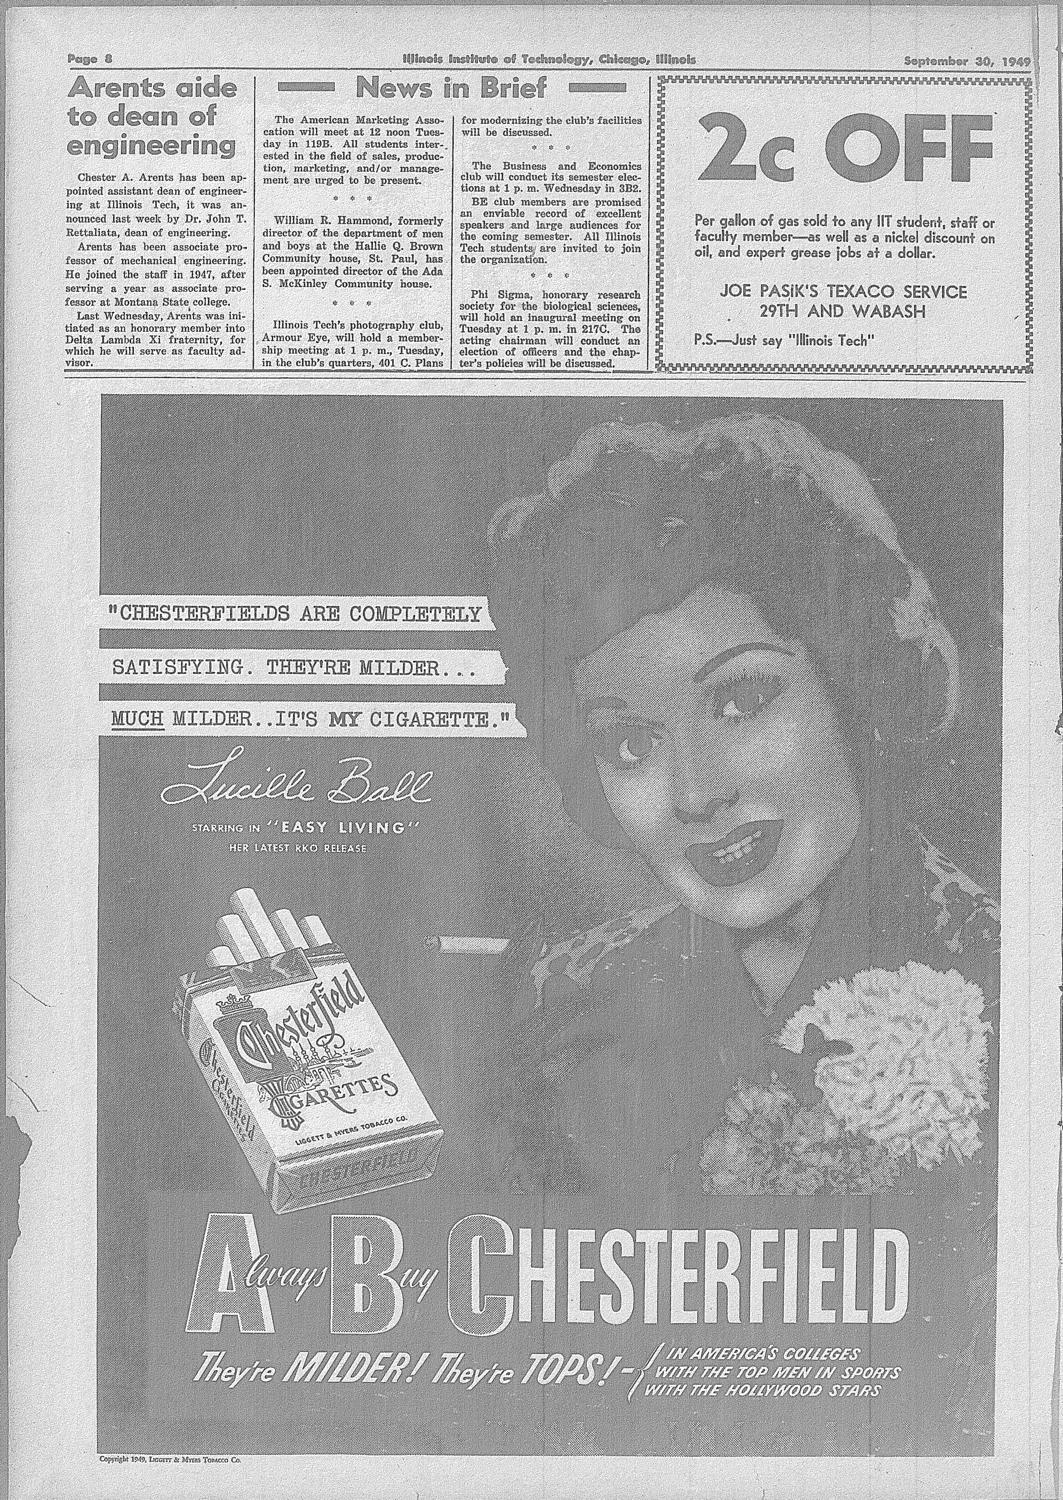 Page 8
Illinois Institute of Technology, Chicago, Illinois
September 30, 1949
Arents aide
to dean of
engineering
Chester A. Arents has been ap-
pointed assistant dean of engineer-
ing at Illinois Tech, it was an-
nounced last week by Dr. John T.
Rettaliata, dean of engineering.
Arents has been associate pro-
fessor of mechanical engineering.
He joined the staff in 1947, after
serving a year as associate pro-
fessor at Montana State college.
Last Wednesday, Arents was ini-
tiated as an honorary member into
Delta Lambda Xi fraternity, for
which he will serve as faculty ad-
visor.
News in Brief
The American Marketing Asso-
cation will meet at 12 noon Tues-
day in 119B. All students inter-
ested in the field of sales, produc-
tion, marketing, and/or manage-
ment are urged to be present.
* * *
William R. Hammond, formerly
director of the department of men
and boys at the Hallie Q. Brown
Community house, St. Paul, has
been appointed director of the Ada
S. McKinley Community house.
* * *
Illinois Tech's photography club,
Armour Eye, will hold a member-
ship meeting at 1 p. m., Tuesday,
in the club's quarters, 401 C. Plans
for modernizing the club's facilities
will be discussed.
* * *
The Business and Economics
club will conduct its semester elec-
tions at 1 p. m. Wednesday in 3B2.
BE club members are promised
an enviable record of excellent
speakers and large audiences for
the coming semester. All Illinois
Tech students are invited to join
the organization.
* * *
Phi Sigma, honorary research
society for the biological sciences,
will hold an inaugural meeting on
Tuesday at 1 p. m. in 217C. The
acting chairman will conduct an
election of officers and the chap-
ter's policies will be discussed.
2c OFF
Per gallon of gas sold to any IIT student, staff or
faculty member—as well as a nickel discount on
oil, and expert grease jobs at a dollar.
JOE PASIK'S TEXACO SERVICE
29TH AND WABASH
P.S.—Just say "Illinois Tech"
"CHESTERFIELDS ARE COMPLETELY
SATISFYING. THEY'RE MILDER...
MUCH MILDER..IT'S MY CIGARETTE."
Lucille Ball
STARRING IN "EASY LIVING"
HER LATEST RKO RELEASE
Chesterfield
CIGARETTES
LIGGETT & MYERS TOBACCO CO.
Chesterfield
Cigarettes
CHESTERFIELD
Always Buy CHESTERFIELD
They're MILDER! They're TOPS!—
IN AMERICA'S COLLEGES
WITH THE TOP MEN IN SPORTS
WITH THE HOLLYWOOD STARS
Copyright 1949, LIGGETT & MYERS TOBACCO CO.